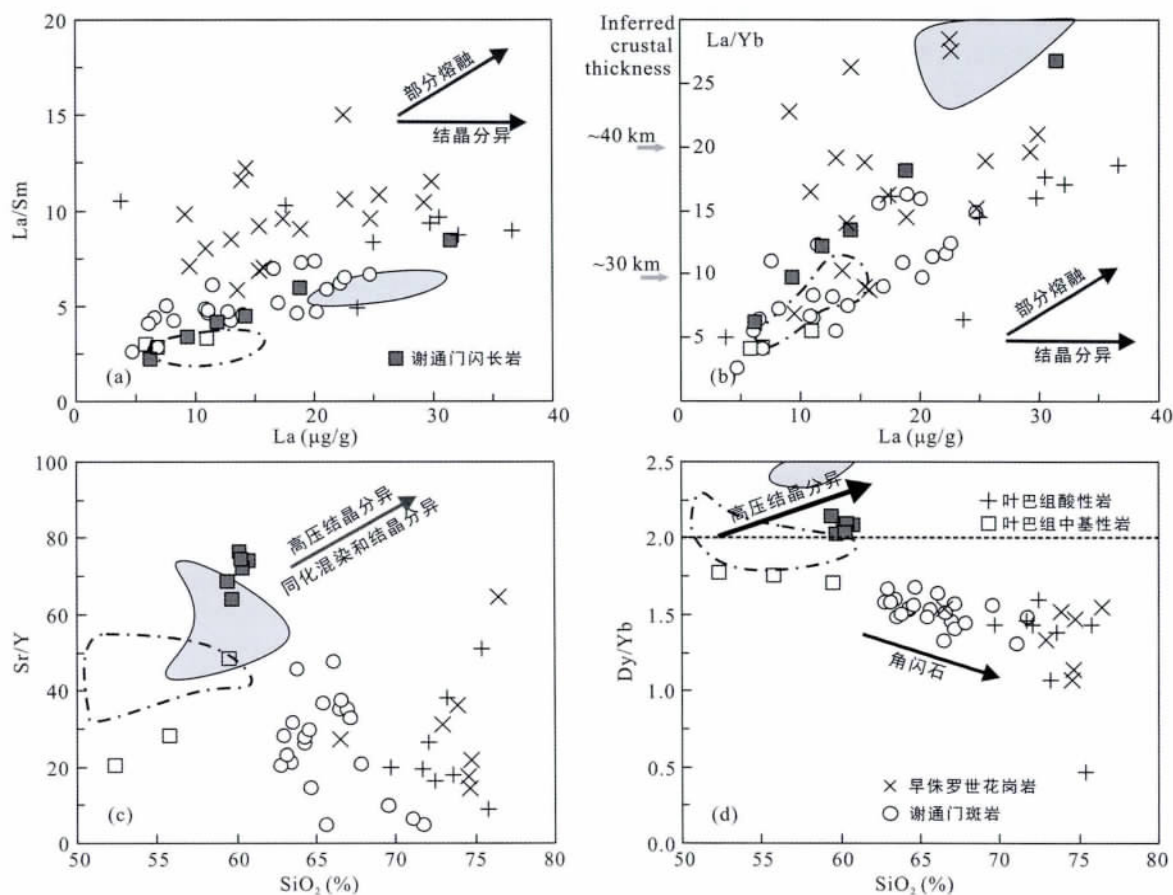 20
15
10
5
0
La/Sm
部分熔融
结晶分异
谢通门闪长岩
(a)
0
10
20
30
40
La (μg/g)
Inferred
crustal
thickness
~40 km
~30 km
La/Yb
25
20
15
10
5
部分熔融
结晶分异
(b)
0
10
20
30
40
La (μg/g)
100
80
60
40
20
0
Sr/Y
高压结晶分异
同化混染和结晶分异
(c)
50
55
60
65
70
75
80
SiO₂ (%)
2.5
2.0
1.5
1.0
0.5
0.0
Dy/Yb
高压结晶分异
叶巴组酸性岩
叶巴组中基性岩
角闪石
早侏罗世花岗岩
谢通门斑岩
(d)
50
55
60
65
70
75
80
SiO₂ (%)